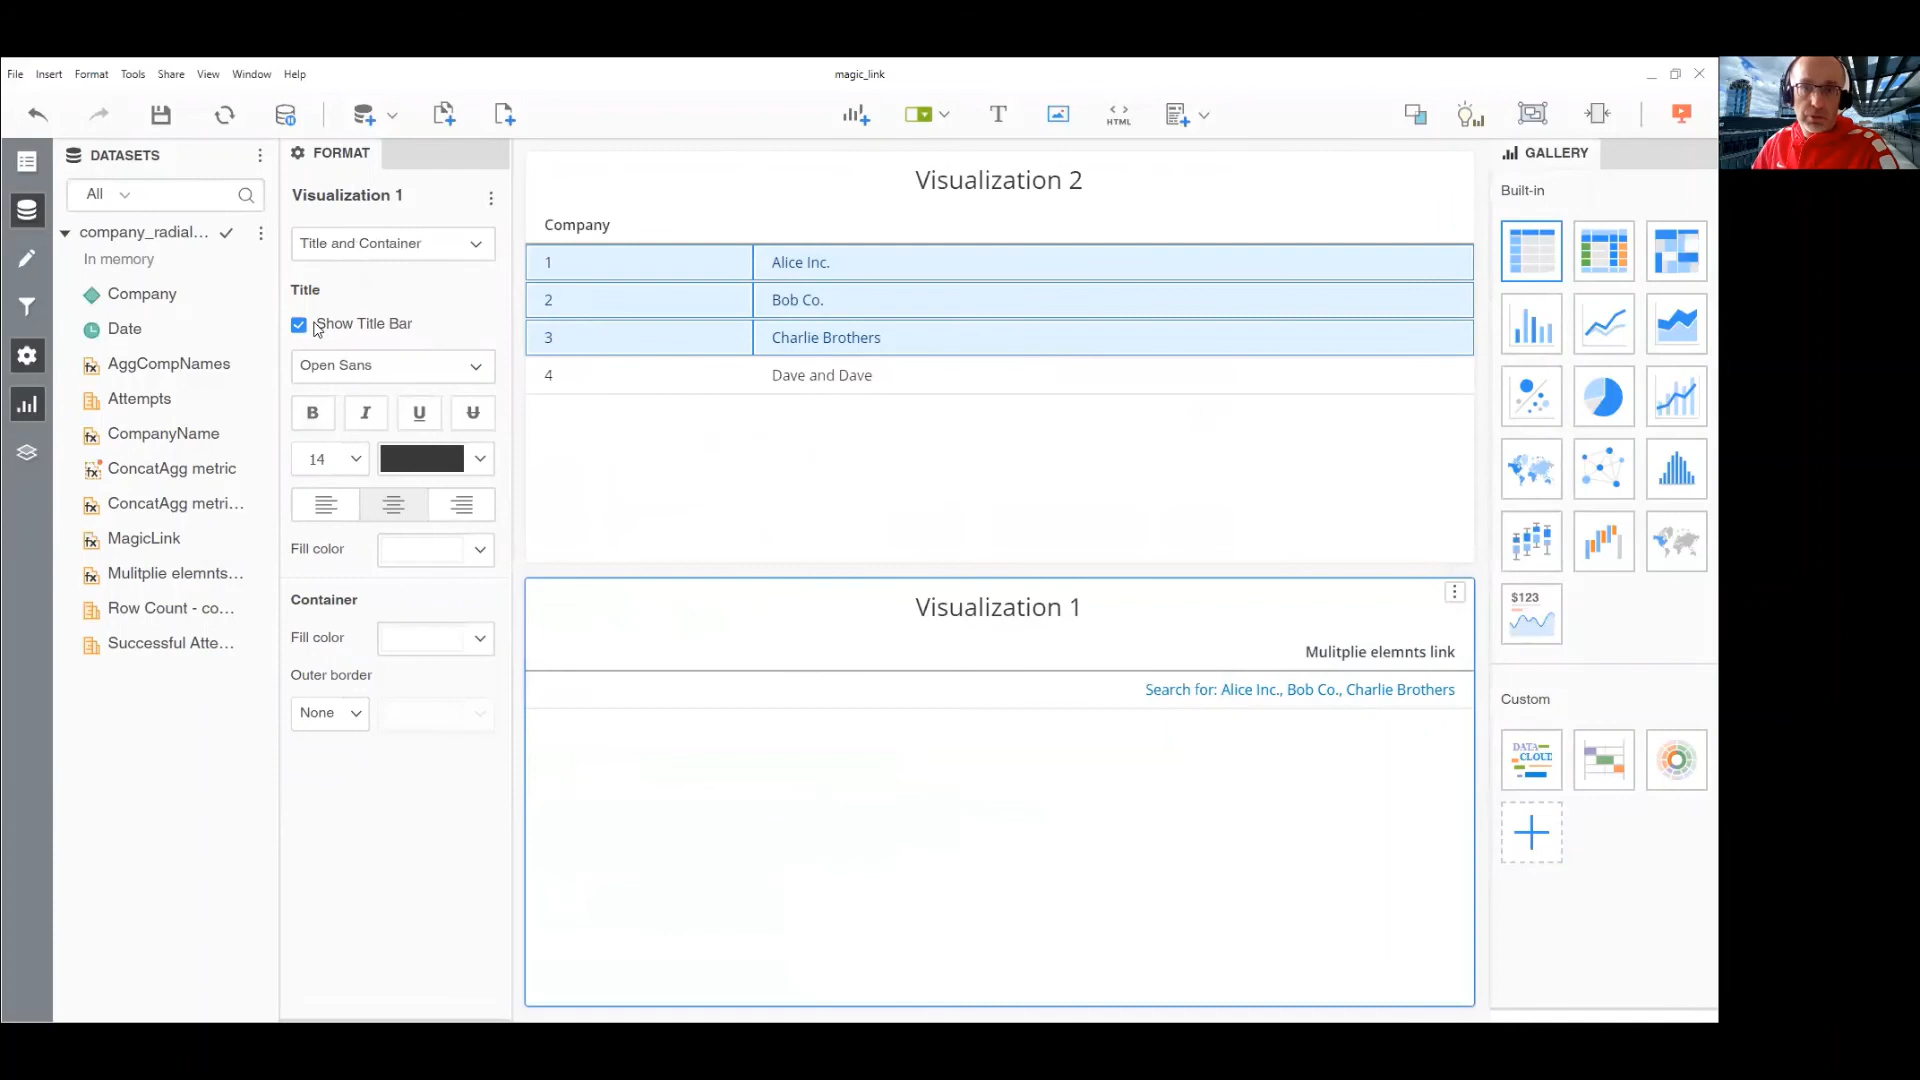 File Insert Format Tools Share View Window Help
magic_link
T
HTML
DATASETS
All
company_radial...
In memory
Company
Date
AggCompNames
Attempts
CompanyName
ConcatAgg metric
ConcatAgg metri...
MagicLink
Mulitplie elemnts...
Row Count - co...
Successful Atte...
FORMAT
Visualization 1
Title and Container
Title
Show Title Bar
Open Sans
B I U U
14
Fill color
Container
Fill color
Outer border
None
Visualization 2
Company
1 Alice Inc.
2 Bob Co.
3 Charlie Brothers
4 Dave and Dave
Visualization 1
Mulitplie elemnts link
Search for: Alice Inc., Bob Co., Charlie Brothers
GALLERY
Built-in
$123
Custom
DATA
CLOUD